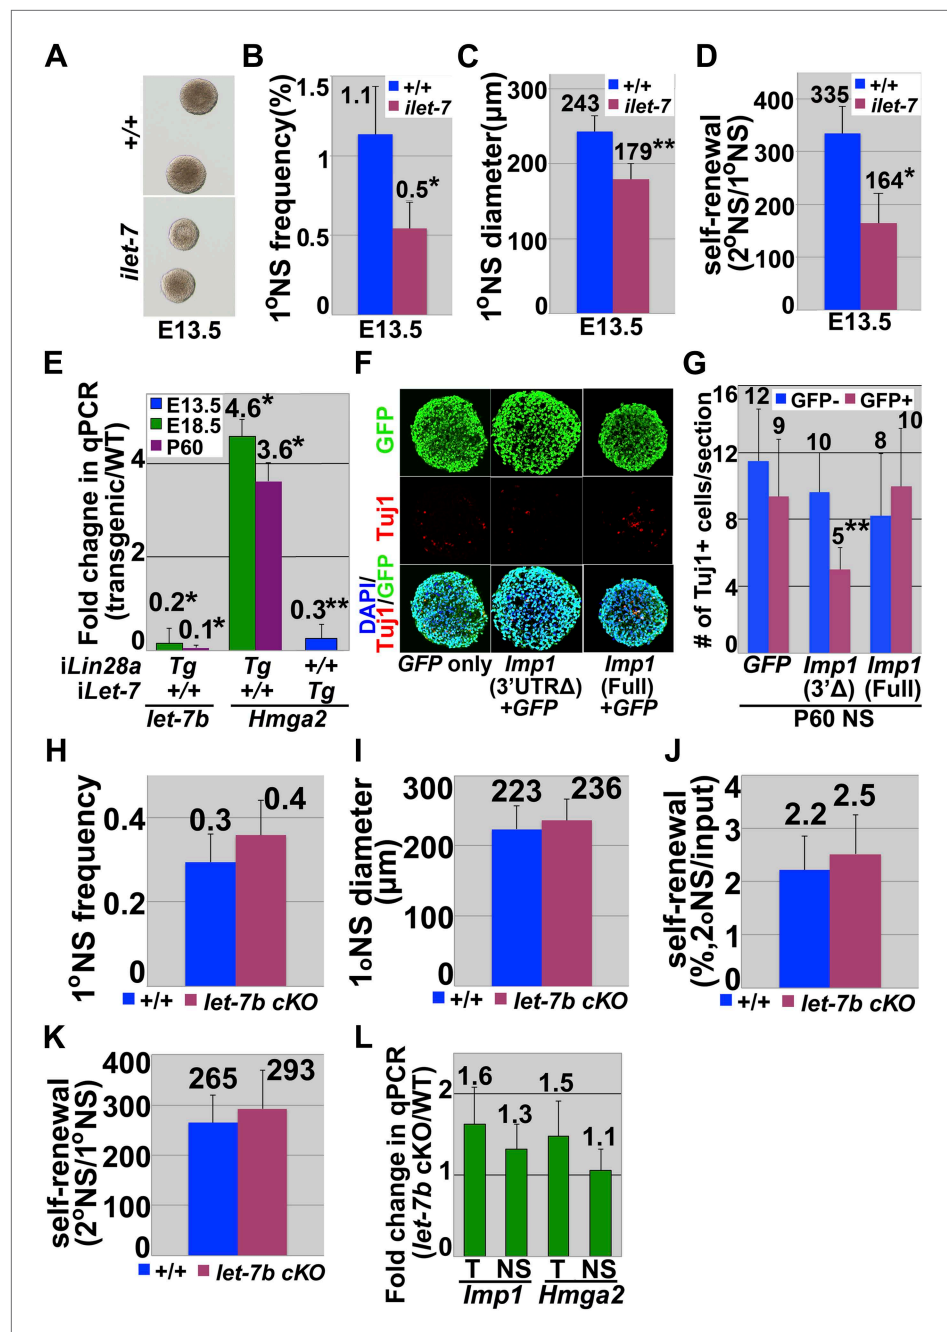 A
+/+
ilet-7
E13.5
B
1°NS frequency(%)
1.5
1
0.5
0
+/+
ilet-7
1.1
0.5*
E13.5
C
1°NS diameter(µm)
300
200
100
0
+/+
ilet-7
243
179**
E13.5
D
self-renewal
(2°NS/1°NS)
400
300
200
100
0
+/+
ilet-7
335
164*
E13.5
E
Fold chagne in qPCR
(transgenic/WT)
4
2
0
E13.5
E18.5
P60
4.6*
3.6*
0.2*
0.1*
0.3**
iLin28a Tg Tg +/+
iLet-7 +/+ +/+ Tg
let-7b Hmga2
F
GFP
Tuj1
DAPI/
Tuj1/GFP
GFP only
Imp1
(3'UTRΔ)
+GFP
Imp1
(Full)
+GFP
G
# of Tuj1+ cells/section
16
12
8
4
0
GFP- GFP+
12
9
10
5**
8
10
GFP
Imp1
(3'Δ)
Imp1
(Full)
P60 NS
H
1°NS frequency
0.4
0.2
0
0.3
0.4
+/+ let-7b cKO
I
1oNS diameter
(µm)
300
200
100
0
223
236
+/+ let-7b cKO
J
self-renewal
(%,2oNS/input)
4
3
2
1
0
2.2
2.5
+/+ let-7b cKO
K
self-renewal
(2°NS/1°NS)
400
300
200
100
0
265
293
+/+ let-7b cKO
L
Fold change in qPCR
(let-7b cKO/WT)
2
1
0
1.6
1.3
1.5
1.1
T NS T NS
Imp1 Hmga2